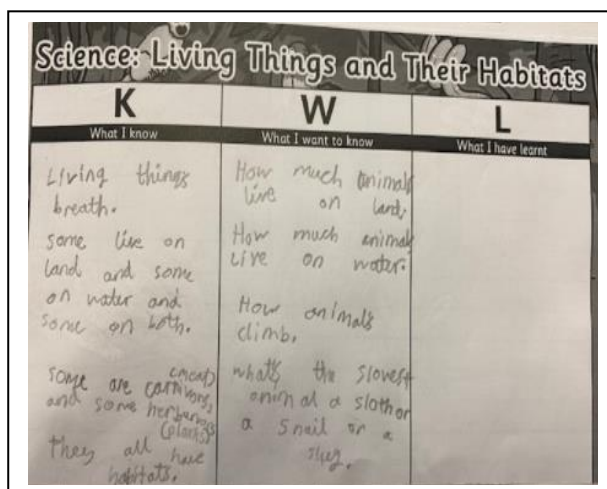 Science: Living Things and Their Habitats
K
What I know
Living things
breath.
some live on
land and some
on water and
some on both.
some are carnivors (meat)
and some herbarvors
(plants)
they all have
habitats.
W
What I want to know
How much animals
live on land.
How much animals
Live on water.
How animals
climb.
what's the slowest
animal a sloth or
a snail or a
slug.
L
What I have learnt